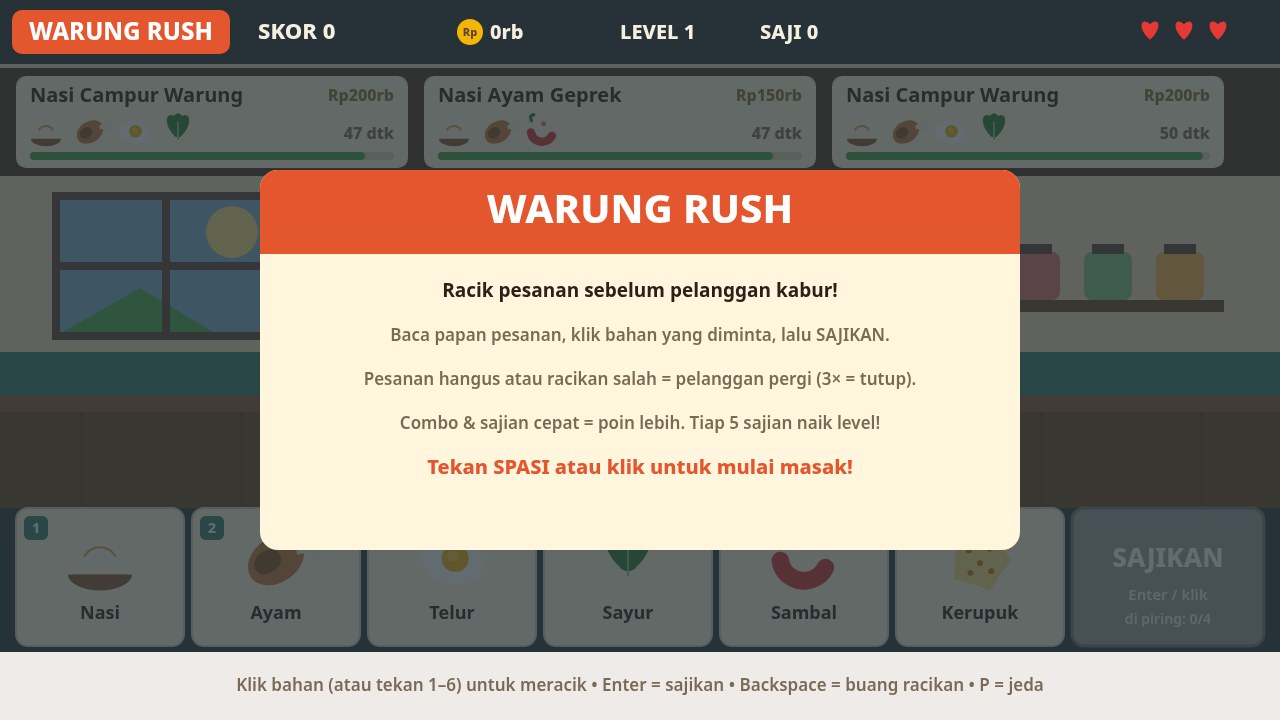 WARUNG RUSH
SKOR 0
Rp 0rb
LEVEL 1
SAJI 0
Nasi Campur Warung
Rp200rb
47 dtk
Nasi Ayam Geprek
Rp150rb
47 dtk
Nasi Campur Warung
Rp200rb
50 dtk
WARUNG RUSH
Racik pesanan sebelum pelanggan kabur!
Baca papan pesanan, klik bahan yang diminta, lalu SAJIKAN.
Pesanan hangus atau racikan salah = pelanggan pergi (3× = tutup).
Combo & sajian cepat = poin lebih. Tiap 5 sajian naik level!
Tekan SPASI atau klik untuk mulai masak!
1
Nasi
2
Ayam
Telur
Sayur
Sambal
Kerupuk
SAJIKAN
Enter / klik
di piring: 0/4
Klik bahan (atau tekan 1–6) untuk meracik • Enter = sajikan • Backspace = buang racikan • P = jeda